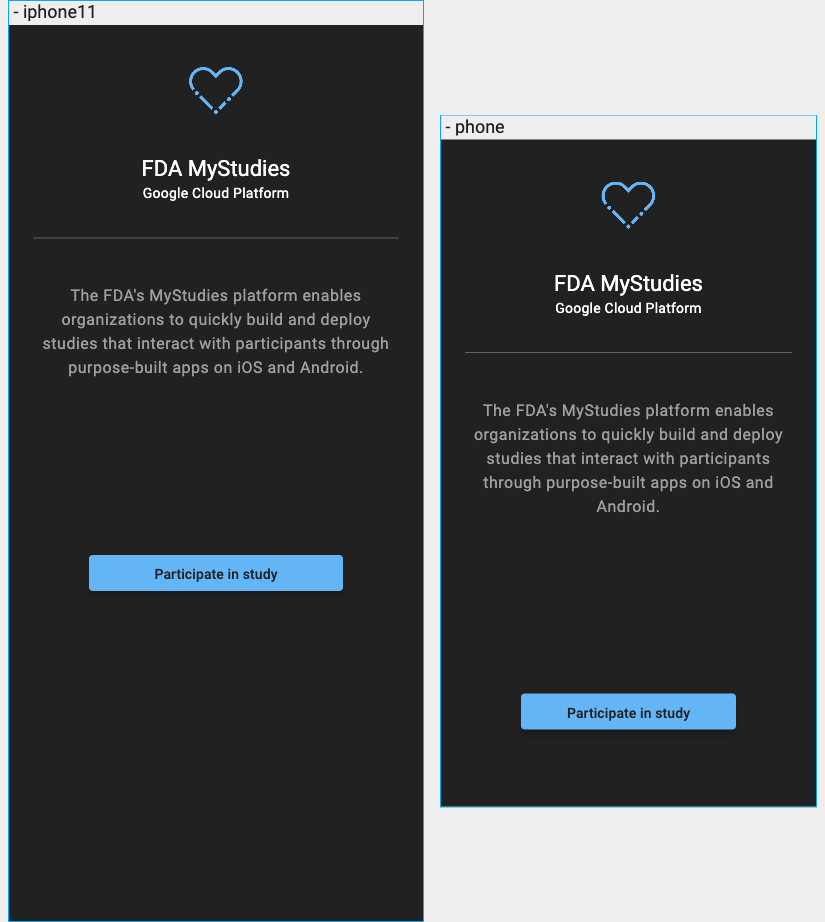 - iphone11
FDA MyStudies
Google Cloud Platform
The FDA's MyStudies platform enables
organizations to quickly build and deploy
studies that interact with participants through
purpose-built apps on iOS and Android.
Participate in study
- phone
FDA MyStudies
Google Cloud Platform
The FDA's MyStudies platform enables
organizations to quickly build and deploy
studies that interact with participants
through purpose-built apps on iOS and
Android.
Participate in study